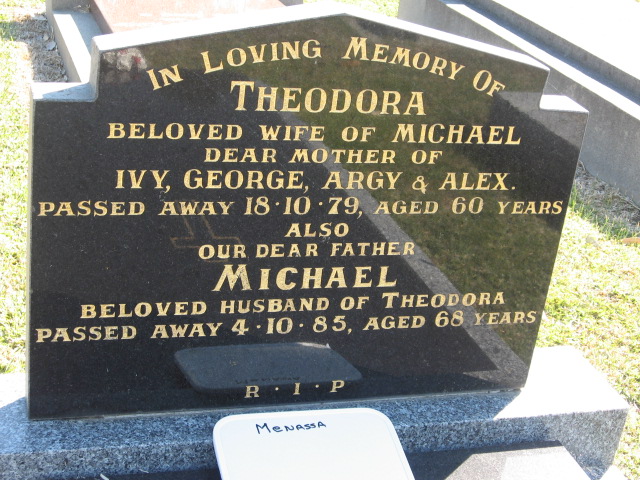 In Loving Memory Of
THEODORA
BELOVED WIFE OF MICHAEL
DEAR MOTHER OF
IVY, GEORGE, ARGY & ALEX.
PASSED AWAY 18·10·79, AGED 60 YEARS
ALSO
OUR DEAR FATHER
MICHAEL
BELOVED HUSBAND OF THEODORA
PASSED AWAY 4·10·85, AGED 68 YEARS
R·I·P
MENASSA